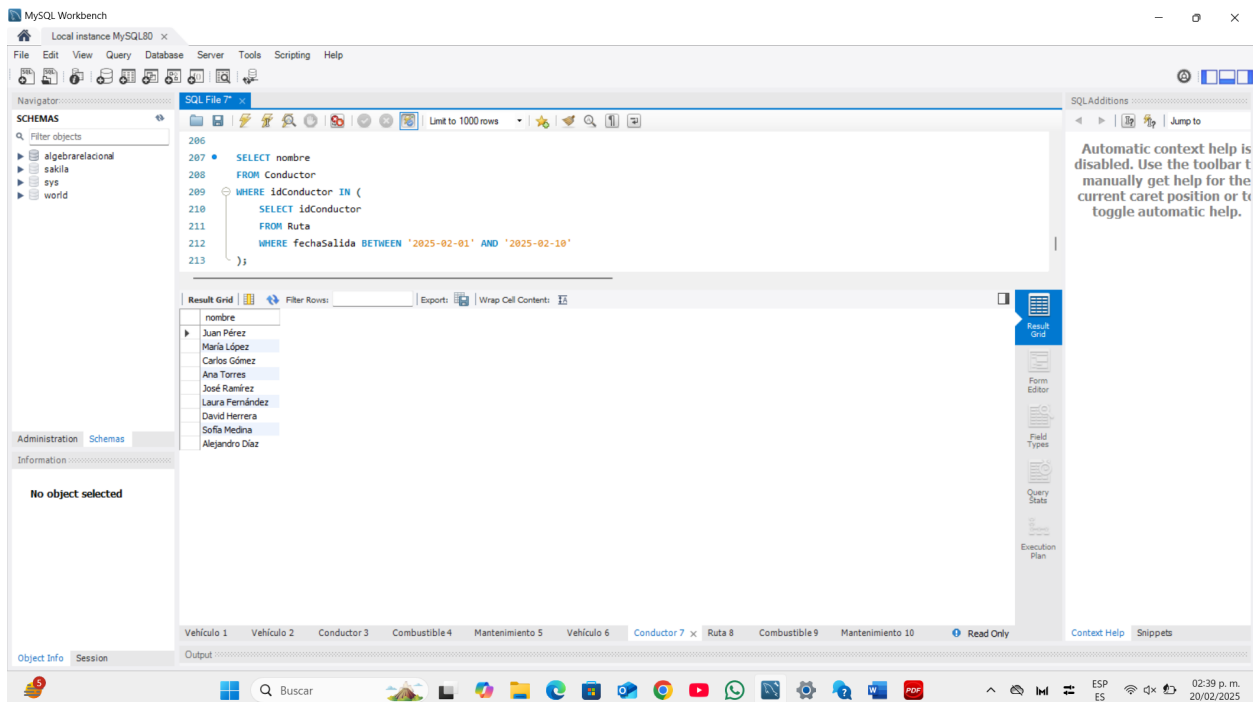 MySQL Workbench
Local instance MySQL80
File Edit View Query Database Server Tools Scripting Help
Navigator
SCHEMAS
Filter objects
algebrarelacional
sakila
sys
world
Administration Schemas
Information
No object selected
Object Info Session
SQL File 7*
Limit to 1000 rows
206
207 SELECT nombre
208 FROM Conductor
209 WHERE idConductor IN (
210 SELECT idConductor
211 FROM Ruta
212 WHERE fechaSalida BETWEEN '2025-02-01' AND '2025-02-10'
213 );
Result Grid Filter Rows: Export: Wrap Cell Content:
nombre
Juan Pérez
María López
Carlos Gómez
Ana Torres
José Ramírez
Laura Fernández
David Herrera
Sofía Medina
Alejandro Díaz
Result
Grid
Form
Editor
Field
Types
Query
Stats
Execution
Plan
Vehículo 1 Vehículo 2 Conductor 3 Combustible 4 Mantenimiento 5 Vehículo 6 Conductor 7 Ruta 8 Combustible 9 Mantenimiento 10 Read Only
Output
SQLAdditions
Jump to
Automatic context help is
disabled. Use the toolbar t
manually get help for the
current caret position or to
toggle automatic help.
Context Help Snippets
5
Buscar
PDF
ESP
ES
02:39 p. m.
20/02/2025